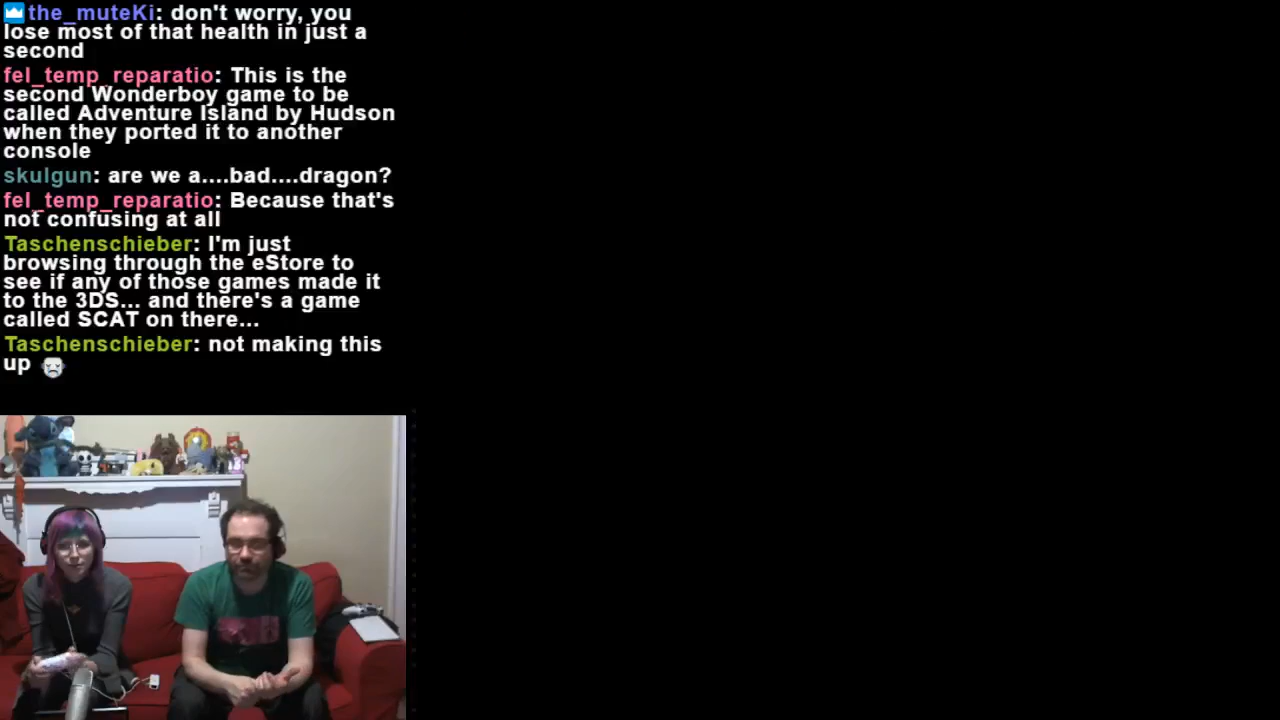 the_muteKi: don't worry, you
lose most of that health in just a
second
fel_temp_reparatio: This is the
second Wonderboy game to be
called Adventure Island by Hudson
when they ported it to another
console
skulgun: are we a....bad....dragon?
fel_temp_reparatio: Because that's
not confusing at all
Taschenschieber: I'm just
browsing through the eStore to
see if any of those games made it
to the 3DS... and there's a game
called SCAT on there...
Taschenschieber: not making this
up